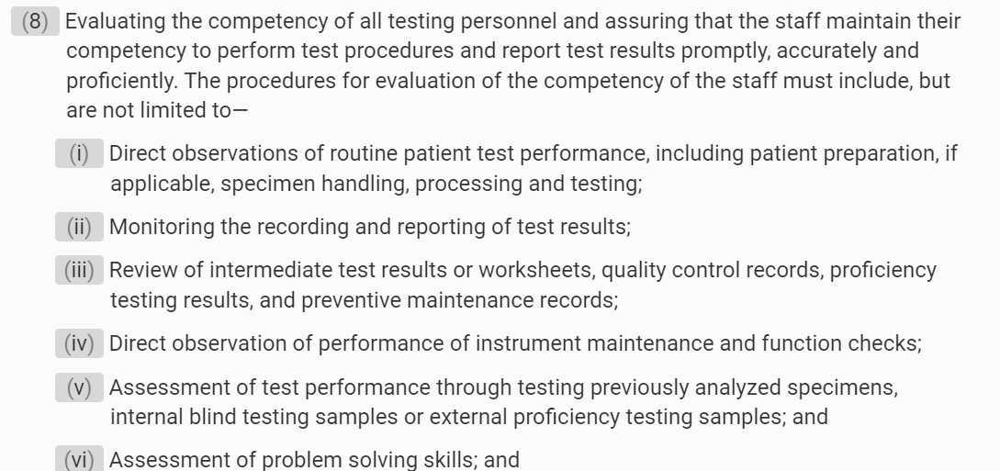 (8) Evaluating the competency of all testing personnel and assuring that the staff maintain their
competency to perform test procedures and report test results promptly, accurately and
proficiently. The procedures for evaluation of the competency of the staff must include, but
are not limited to—
(i) Direct observations of routine patient test performance, including patient preparation, if
applicable, specimen handling, processing and testing;
(ii) Monitoring the recording and reporting of test results;
(iii) Review of intermediate test results or worksheets, quality control records, proficiency
testing results, and preventive maintenance records;
(iv) Direct observation of performance of instrument maintenance and function checks;
(v) Assessment of test performance through testing previously analyzed specimens,
internal blind testing samples or external proficiency testing samples; and
(vi) Assessment of problem solving skills; and